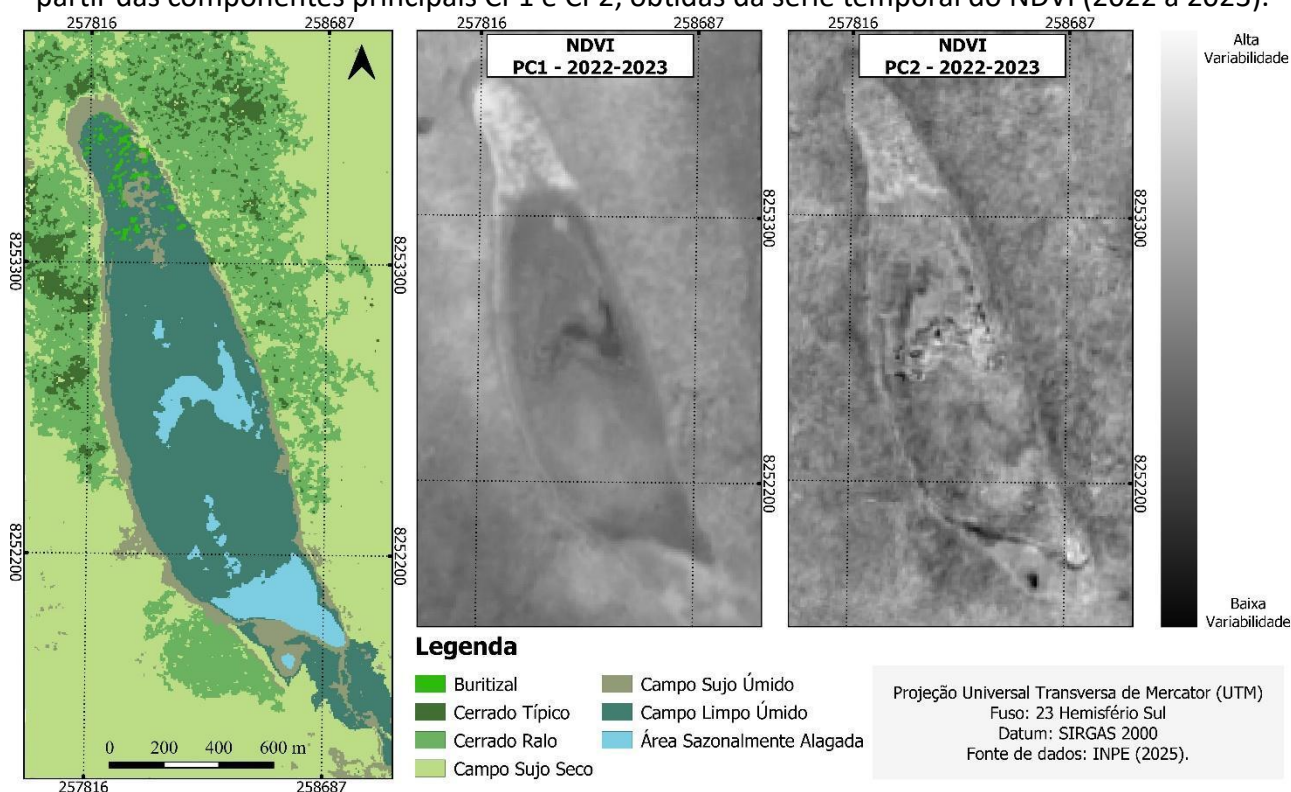 partir das componentes principais CP1 e CP2, obtidas da série temporal do NDVI (2022 a 2023).
257816
258687
257816
258687
257816
258687
NDVI
PC1 - 2022-2023
NDVI
PC2 - 2022-2023
Alta
Variabilidade
8253300
8253300
8253300
8253300
8252200
8252200
8252200
8252200
Baixa
Variabilidade
0 200 400 600 m
257816
258687
Legenda
Buritizal
Cerrado Típico
Cerrado Ralo
Campo Sujo Seco
Campo Sujo Úmido
Campo Limpo Úmido
Área Sazonalmente Alagada
Projeção Universal Transversa de Mercator (UTM)
Fuso: 23 Hemisfério Sul
Datum: SIRGAS 2000
Fonte de dados: INPE (2025).